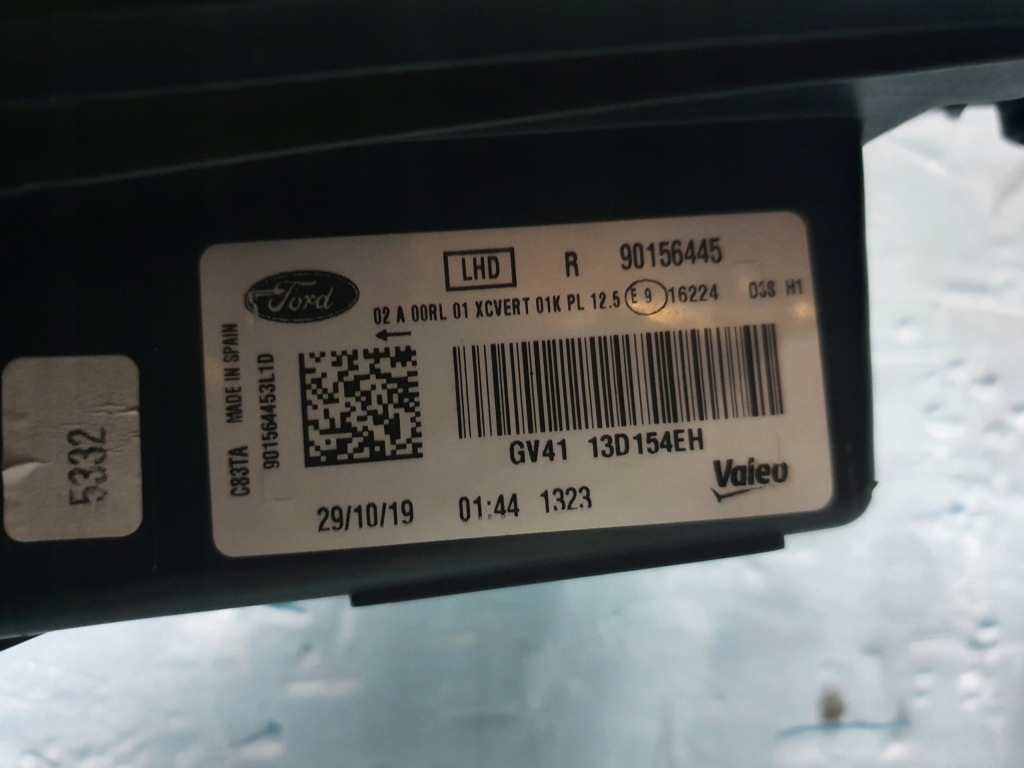 LHD R 90156445
Ford
02 A 00RL 01 XCVERT 01K PL 12.5 E 9 16224 D3S H1
C83TA MADE IN SPAIN
901564453L1D
GV41 13D154EH
Valeo
29/10/19 01:44 1323
5332